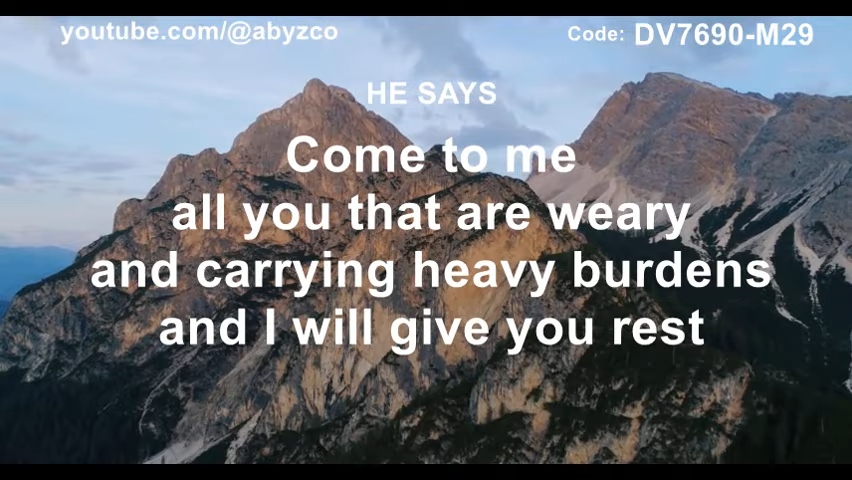 youtube.com/@abyzco
Code: DV7690-M29
HE SAYS
Come to me
all you that are weary
and carrying heavy burdens
and I will give you rest